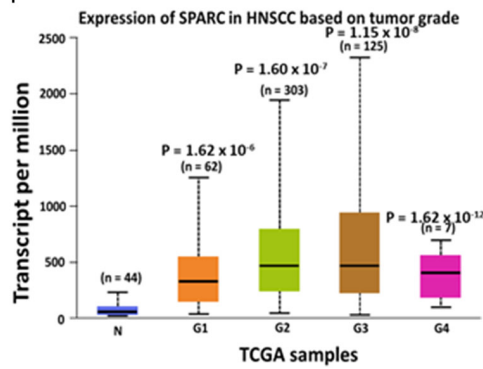 Expression of SPARC in HNSCC based on tumor grade
P = 1.15 x 10⁻⁸
(n = 125)
P = 1.60 x 10⁻⁷
(n = 303)
P = 1.62 x 10⁻⁶
(n = 62)
P = 1.62 x 10⁻¹²
(n = 7)
(n = 44)
Transcript per million
2500
2000
1500
1000
500
0
N G1 G2 G3 G4
TCGA samples